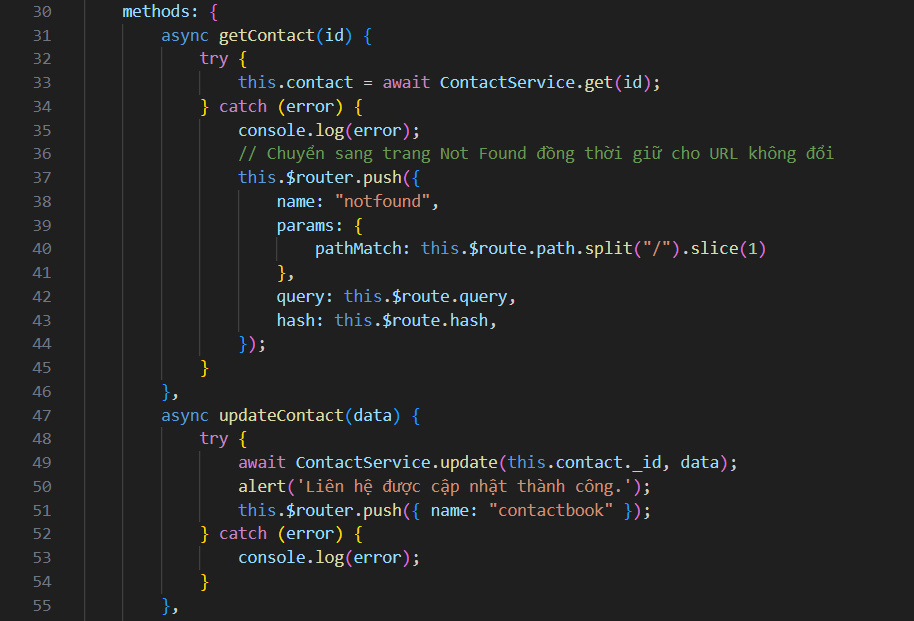 30 methods: {
31 async getContact(id) {
32 try {
33 this.contact = await ContactService.get(id);
34 } catch (error) {
35 console.log(error);
36 // Chuyển sang trang Not Found đồng thời giữ cho URL không đổi
37 this.$router.push({
38 name: "notfound",
39 params: {
40 pathMatch: this.$route.path.split("/").slice(1)
41 },
42 query: this.$route.query,
43 hash: this.$route.hash,
44 });
45 }
46 },
47 async updateContact(data) {
48 try {
49 await ContactService.update(this.contact._id, data);
50 alert('Liên hệ được cập nhật thành công.');
51 this.$router.push({ name: "contactbook" });
52 } catch (error) {
53 console.log(error);
54 }
55 },